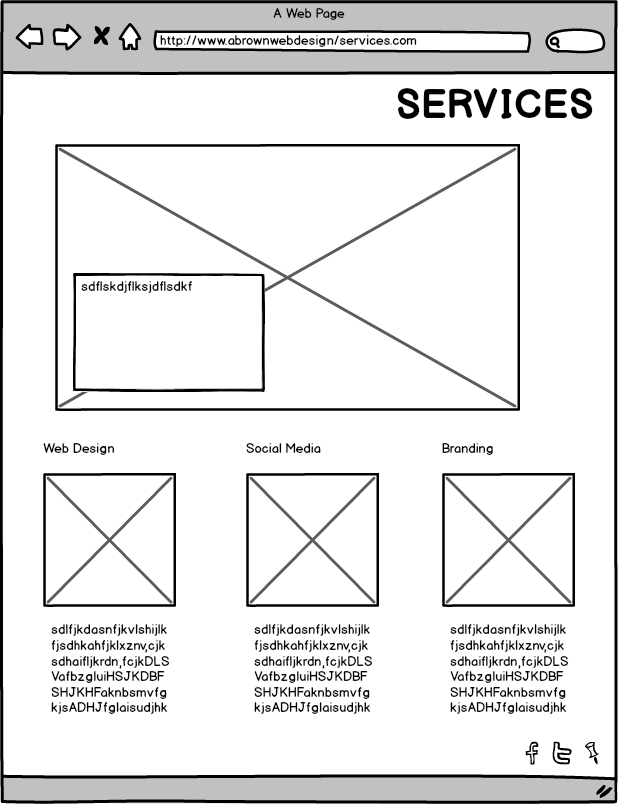 A Web Page
http://www.abrownwebdesign/services.com
SERVICES
sdflskdjflksjdflsdkf
Web Design
Social Media
Branding
sdlfjkdasnfjkvlshijlk
fjsdhkahfjklxznv,cjk
sdhaifljkrdn,fcjkDLS
VafbzgluiHSJKDBF
SHJKHFaknbsmvfg
kjsADHJfglaisudjhk
sdlfjkdasnfjkvlshijlk
fjsdhkahfjklxznv,cjk
sdhaifljkrdn,fcjkDLS
VafbzgluiHSJKDBF
SHJKHFaknbsmvfg
kjsADHJfglaisudjhk
sdlfjkdasnfjkvlshijlk
fjsdhkahfjklxznv,cjk
sdhaifljkrdn,fcjkDLS
VafbzgluiHSJKDBF
SHJKHFaknbsmvfg
kjsADHJfglaisudjhk